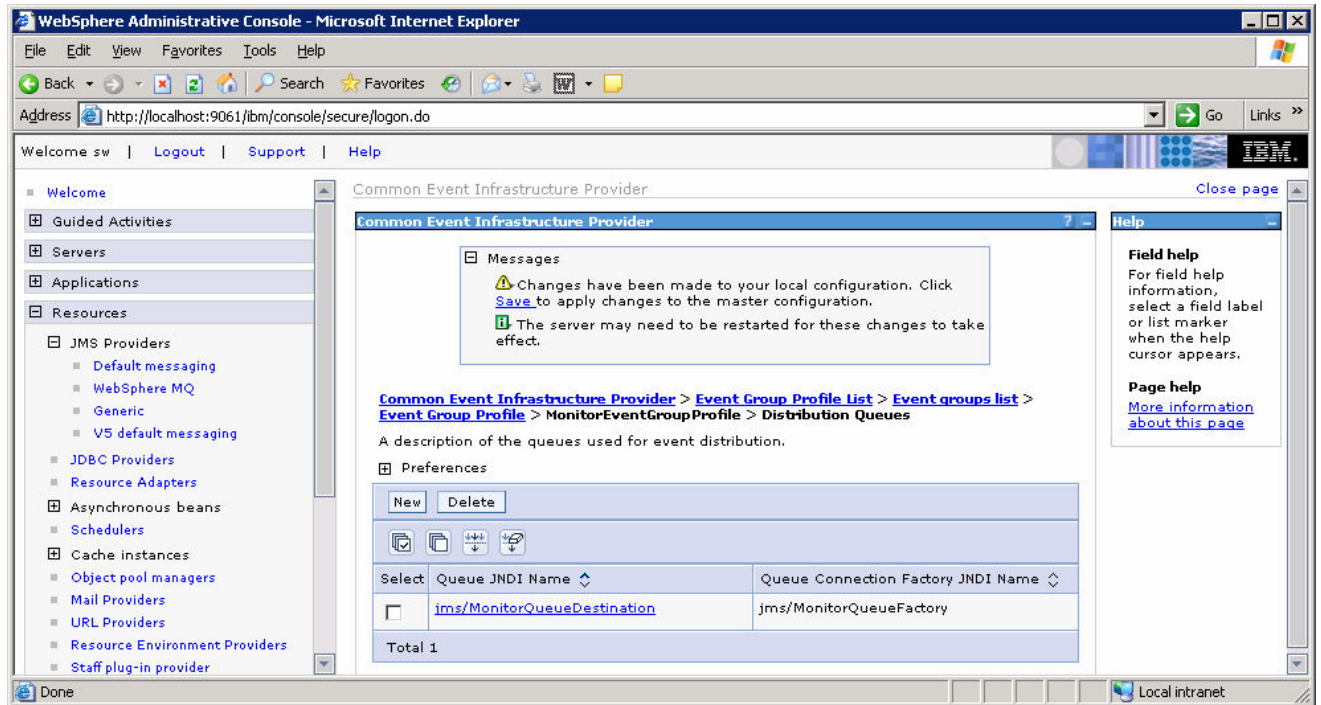 WebSphere Administrative Console - Microsoft Internet Explorer
File Edit View Favorites Tools Help
Back Search Favorites
Address http://localhost:9061/ibm/console/secure/logon.do Go Links »
Welcome sw | Logout | Support | Help IBM.
Welcome
Guided Activities
Servers
Applications
Resources
JMS Providers
Default messaging
WebSphere MQ
Generic
V5 default messaging
JDBC Providers
Resource Adapters
Asynchronous beans
Schedulers
Cache instances
Object pool managers
Mail Providers
URL Providers
Resource Environment Providers
Staff plug-in provider
Common Event Infrastructure Provider Close page
Common Event Infrastructure Provider ? -
Messages
Changes have been made to your local configuration. Click
Save to apply changes to the master configuration.
The server may need to be restarted for these changes to take
effect.
Common Event Infrastructure Provider > Event Group Profile List > Event groups list >
Event Group Profile > MonitorEventGroupProfile > Distribution Queues
A description of the queues used for event distribution.
Preferences
New Delete
Select Queue JNDI Name Queue Connection Factory JNDI Name
jms/MonitorQueueDestination jms/MonitorQueueFactory
Total 1
Help -
Field help
For field help
information,
select a field label
or list marker
when the help
cursor appears.
Page help
More information
about this page
Done Local intranet